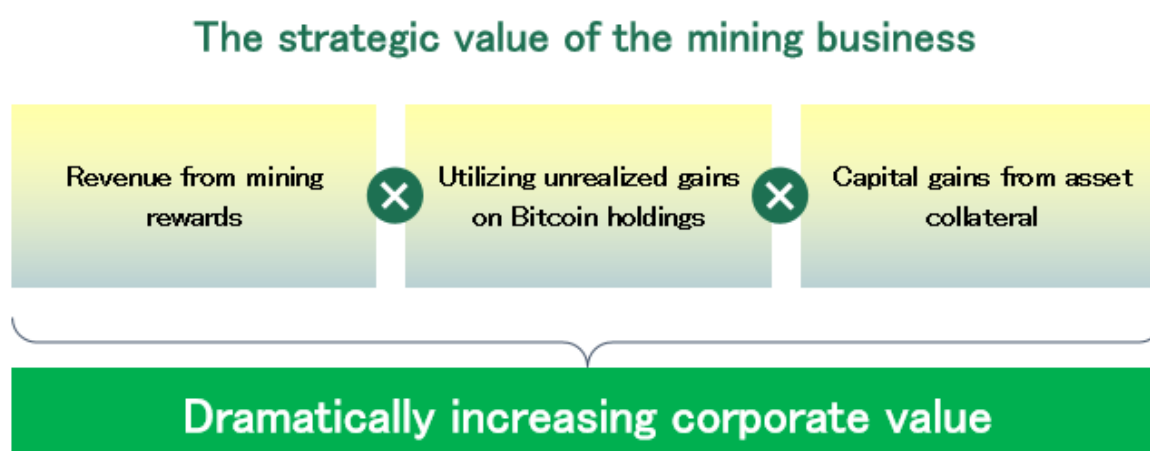 The strategic value of the mining business
Revenue from mining
rewards
×
Utilizing unrealized gains
on Bitcoin holdings
×
Capital gains from asset
collateral
Dramatically increasing corporate value